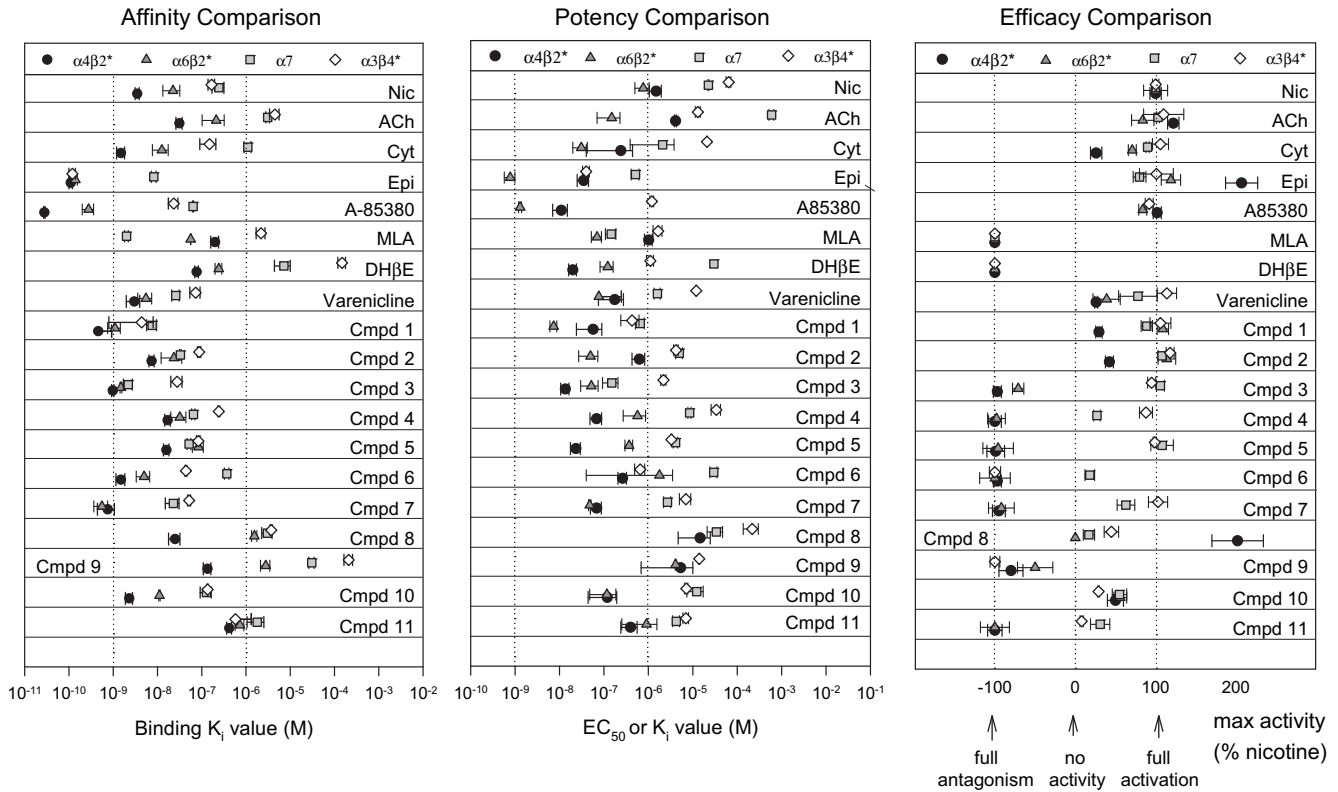 Affinity Comparison
α4β2* α6β2* α7 α3β4*
Nic
ACh
Cyt
Epi
A-85380
MLA
DHβE
Varenicline
Cmpd 1
Cmpd 2
Cmpd 3
Cmpd 4
Cmpd 5
Cmpd 6
Cmpd 7
Cmpd 8
Cmpd 9
Cmpd 10
Cmpd 11
10-11 10-10 10-9 10-8 10-7 10-6 10-5 10-4 10-3 10-2
Binding Ki value (M)
Potency Comparison
α4β2* α6β2* α7 α3β4*
Nic
ACh
Cyt
Epi
A85380
MLA
DHβE
Varenicline
Cmpd 1
Cmpd 2
Cmpd 3
Cmpd 4
Cmpd 5
Cmpd 6
Cmpd 7
Cmpd 8
Cmpd 9
Cmpd 10
Cmpd 11
10-10 10-9 10-8 10-7 10-6 10-5 10-4 10-3 10-2 10-1
EC50 or Ki value (M)
Efficacy Comparison
α4β2* α6β2* α7 α3β4*
Nic
ACh
Cyt
Epi
A85380
MLA
DHβE
Varenicline
Cmpd 1
Cmpd 2
Cmpd 3
Cmpd 4
Cmpd 5
Cmpd 6
Cmpd 7
Cmpd 8
Cmpd 9
Cmpd 10
Cmpd 11
-100 0 100 200
max activity
(% nicotine)
full
antagonism
no
activity
full
activation